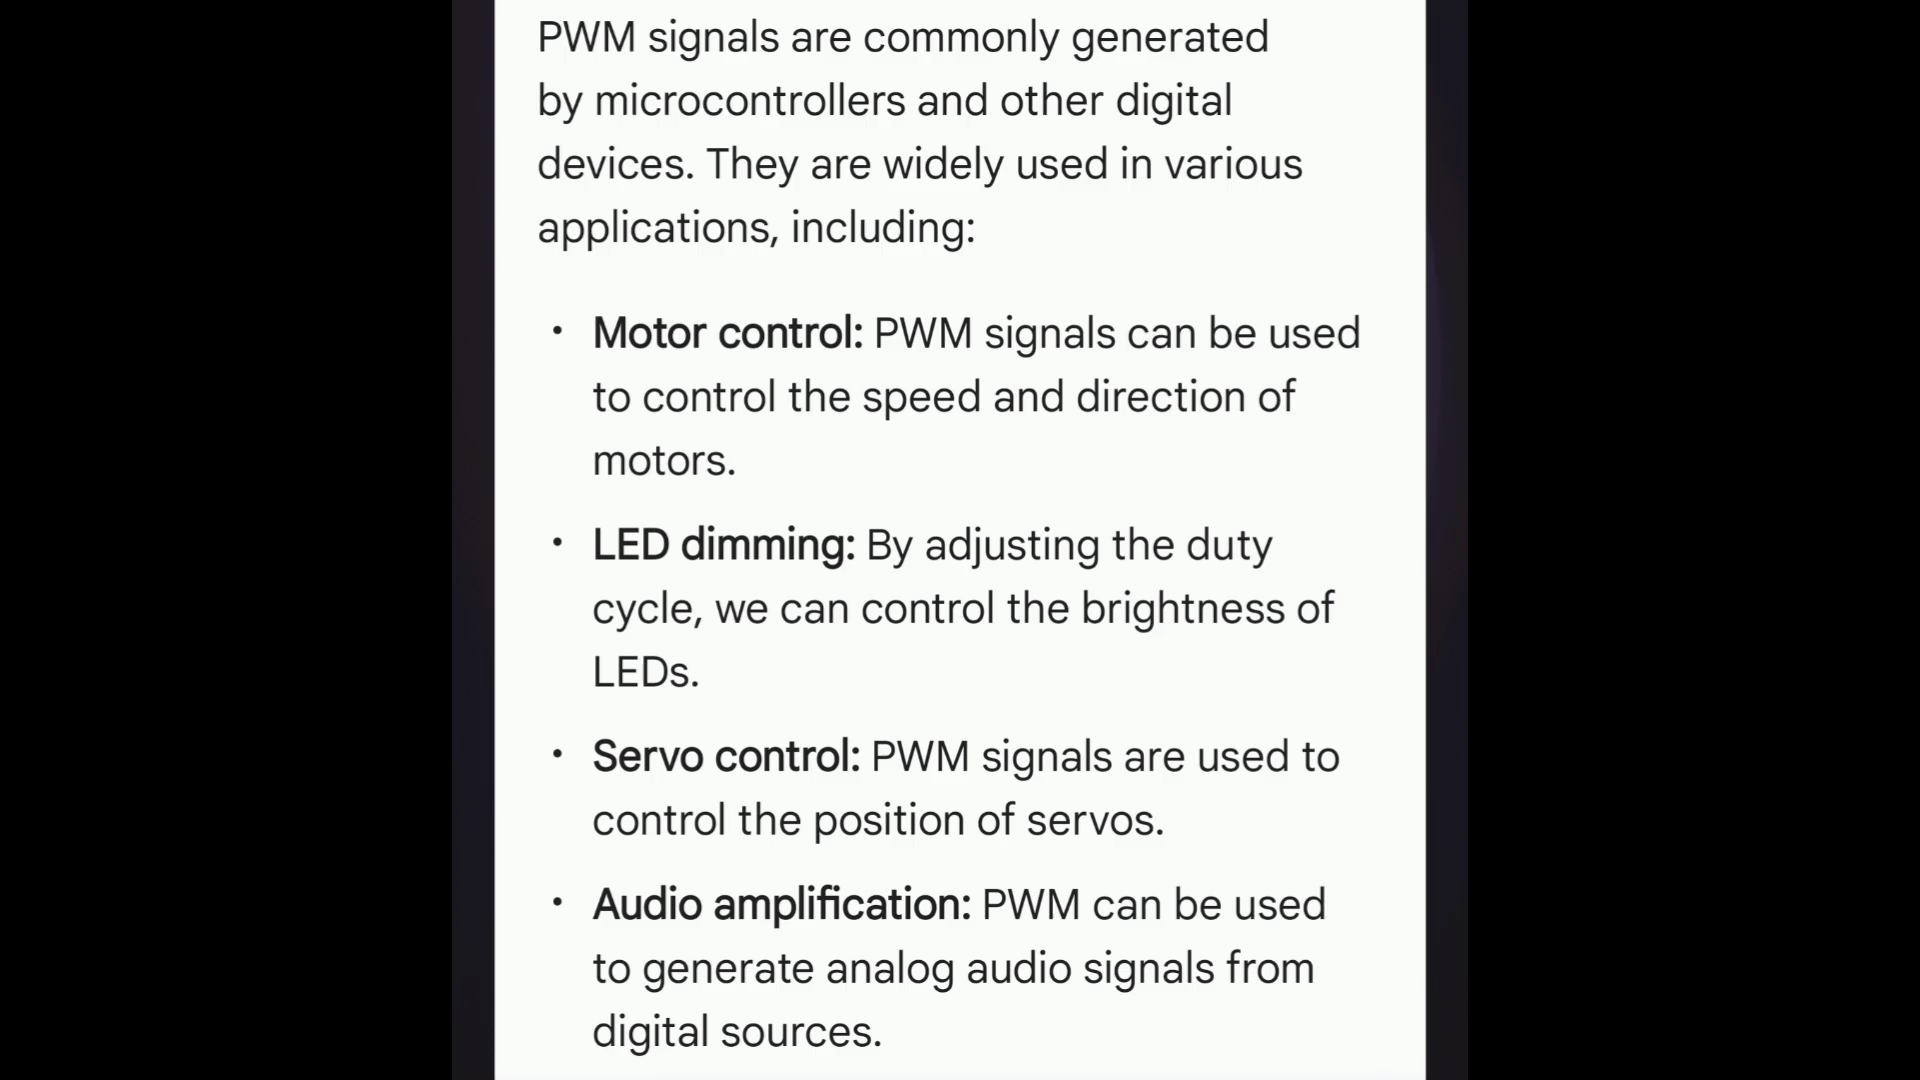 PWM signals are commonly generated
by microcontrollers and other digital
devices. They are widely used in various
applications, including:
• Motor control: PWM signals can be used
to control the speed and direction of
motors.
• LED dimming: By adjusting the duty
cycle, we can control the brightness of
LEDs.
• Servo control: PWM signals are used to
control the position of servos.
• Audio amplification: PWM can be used
to generate analog audio signals from
digital sources.